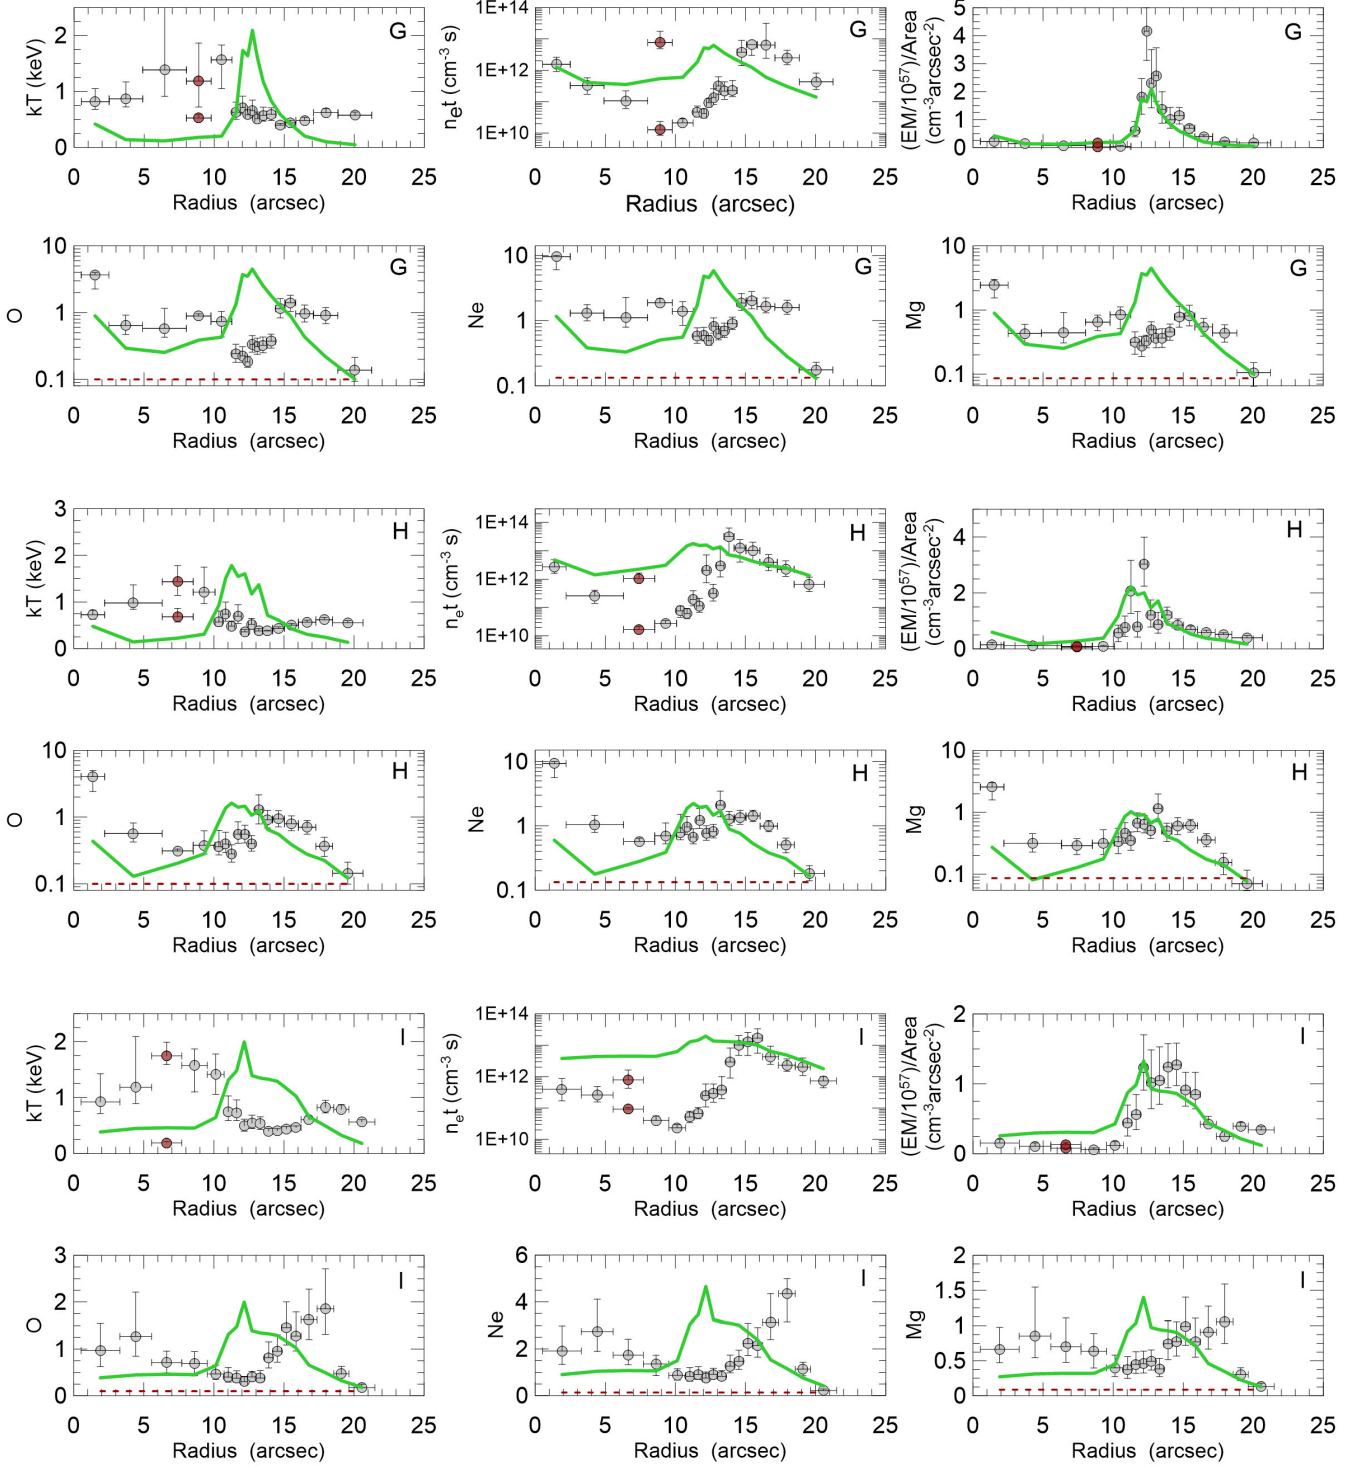 kT (keV) 2 1 0 G
0 5 10 15 20 25
Radius (arcsec)
net (cm-3 s) 1E+14 1E+12 1E+10 G
0 5 10 15 20 25
Radius (arcsec)
(EM/10^57)/Area (cm-3arcsec-2) 5 4 3 2 1 0 G
0 5 10 15 20 25
Radius (arcsec)
O 10 1 0.1 G
0 5 10 15 20 25
Radius (arcsec)
Ne 10 1 0.1 G
0 5 10 15 20 25
Radius (arcsec)
Mg 10 1 0.1 G
0 5 10 15 20 25
Radius (arcsec)
kT (keV) 3 2 1 0 H
0 5 10 15 20 25
Radius (arcsec)
net (cm-3 s) 1E+14 1E+12 1E+10 H
0 5 10 15 20 25
Radius (arcsec)
(EM/10^57)/Area (cm-3arcsec-2) 4 2 0 H
0 5 10 15 20 25
Radius (arcsec)
O 10 1 0.1 H
0 5 10 15 20 25
Radius (arcsec)
Ne 10 1 0.1 H
0 5 10 15 20 25
Radius (arcsec)
Mg 10 1 0.1 H
0 5 10 15 20 25
Radius (arcsec)
kT (keV) 2 1 0 I
0 5 10 15 20 25
Radius (arcsec)
net (cm-3 s) 1E+14 1E+12 1E+10 I
0 5 10 15 20 25
Radius (arcsec)
(EM/10^57)/Area (cm-3arcsec-2) 2 1 0 I
0 5 10 15 20 25
Radius (arcsec)
O 3 2 1 0 I
0 5 10 15 20 25
Radius (arcsec)
Ne 6 4 2 0 I
0 5 10 15 20 25
Radius (arcsec)
Mg 2 1.5 1 0.5 0 I
0 5 10 15 20 25
Radius (arcsec)